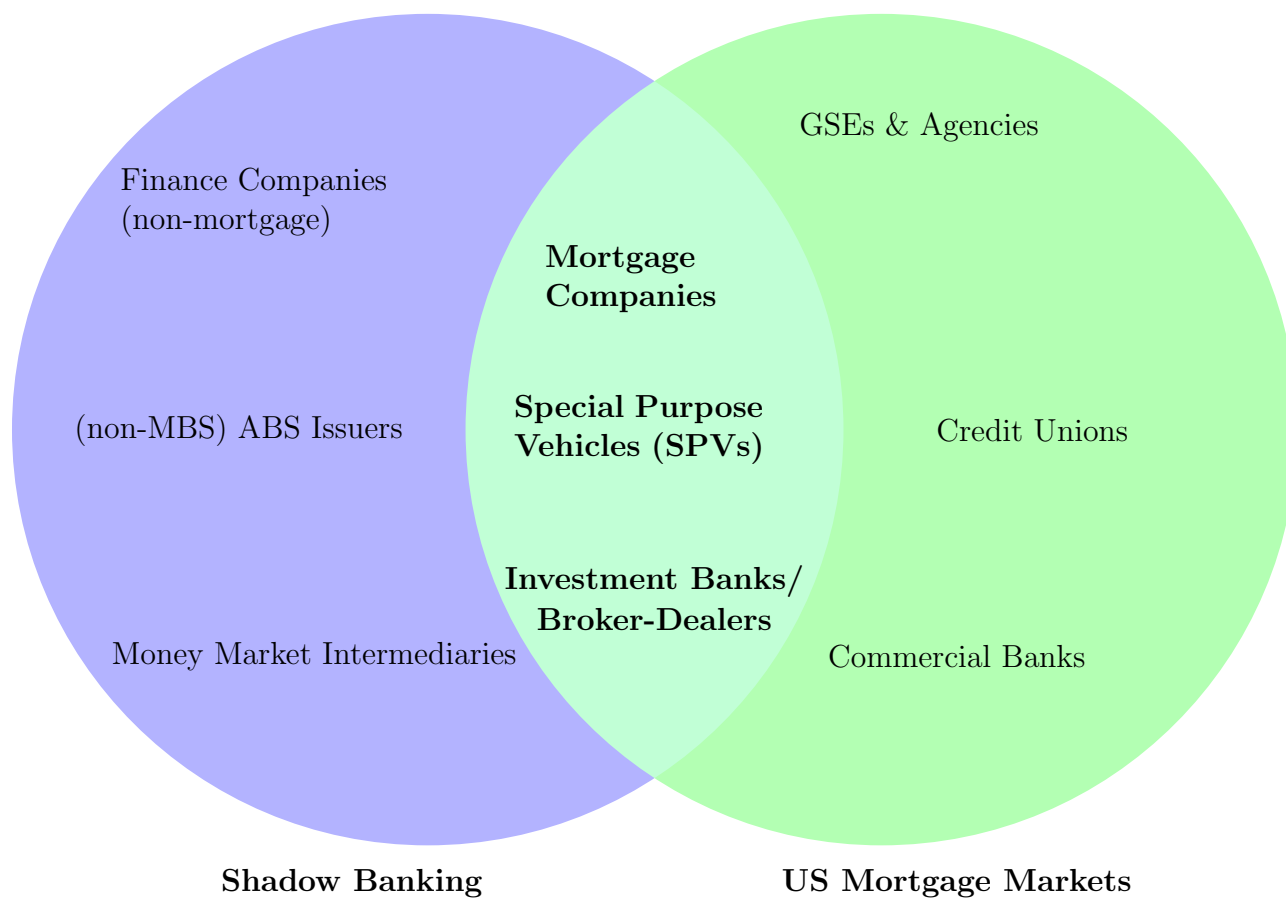 GSEs & Agencies
Finance Companies
(non-mortgage)
Mortgage
Companies
Special Purpose
Vehicles (SPVs)
(non-MBS) ABS Issuers
Credit Unions
Investment Banks/
Broker-Dealers
Money Market Intermediaries
Commercial Banks
Shadow Banking
US Mortgage Markets